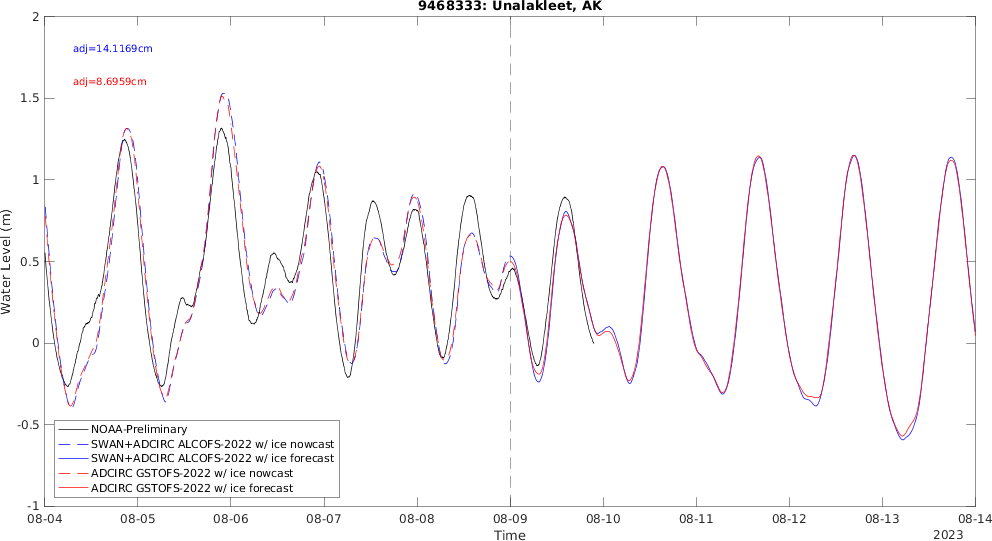 9468333: Unalakleet, AK
adj=14.1169cm
adj=8.6959cm
Water Level (m)
2
1.5
1
0.5
0
-0.5
-1
NOAA-Preliminary
SWAN+ADCIRC ALCOFS-2022 w/ ice nowcast
SWAN+ADCIRC ALCOFS-2022 w/ ice forecast
ADCIRC GSTOFS-2022 w/ ice nowcast
ADCIRC GSTOFS-2022 w/ ice forecast
08-04 08-05 08-06 08-07 08-08 08-09 08-10 08-11 08-12 08-13 08-14
Time
2023